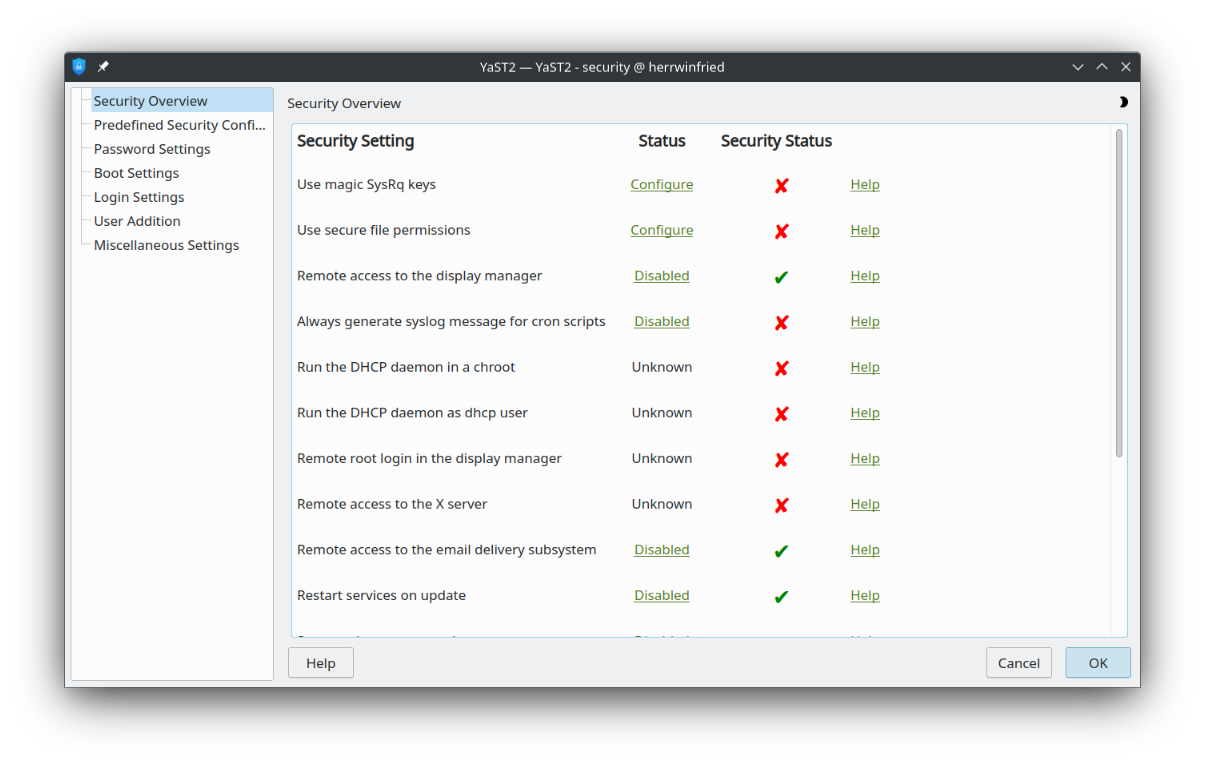 YaST2 — YaST2 - security @ herrwinfried
Security Overview
Predefined Security Confi...
Password Settings
Boot Settings
Login Settings
User Addition
Miscellaneous Settings
Security Overview
Security Setting Status Security Status
Use magic SysRq keys Configure ✘ Help
Use secure file permissions Configure ✘ Help
Remote access to the display manager Disabled ✔ Help
Always generate syslog message for cron scripts Disabled ✘ Help
Run the DHCP daemon in a chroot Unknown ✘ Help
Run the DHCP daemon as dhcp user Unknown ✘ Help
Remote root login in the display manager Unknown ✘ Help
Remote access to the X server Unknown ✘ Help
Remote access to the email delivery subsystem Disabled ✔ Help
Restart services on update Disabled ✔ Help
Help Cancel OK